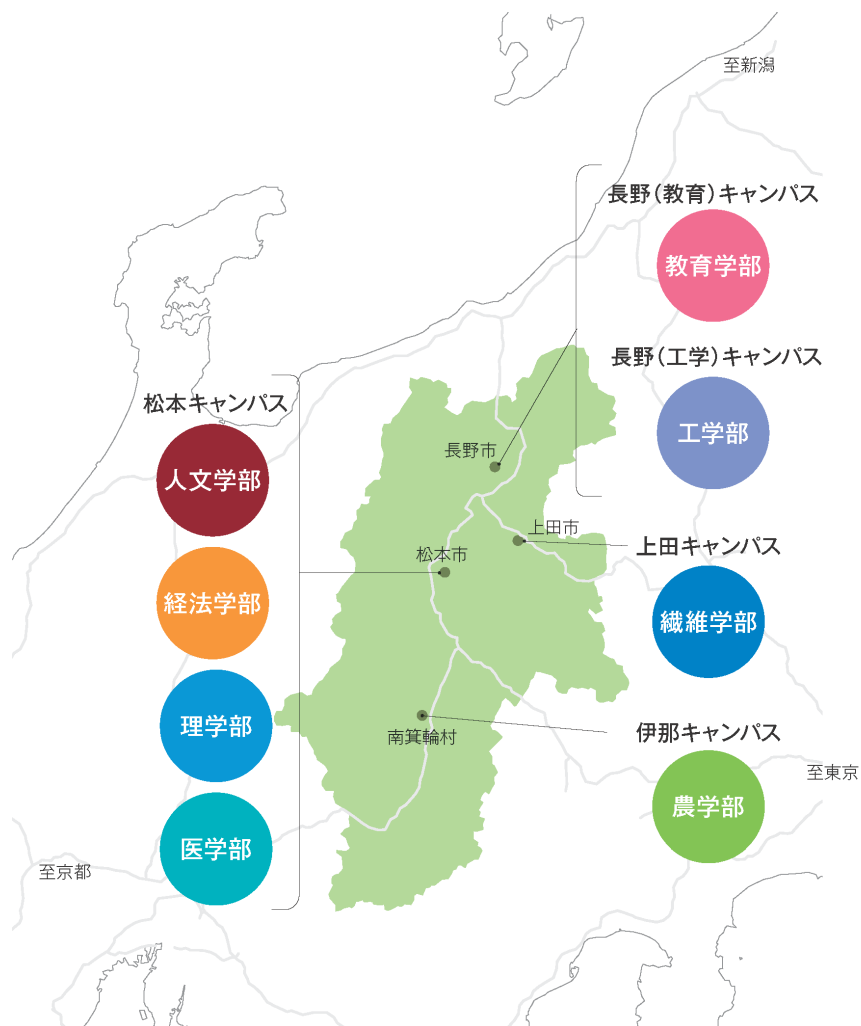 至新潟
長野（教育）キャンパス
教育学部
長野（工学）キャンパス
工学部
松本キャンパス
人文学部
経法学部
理学部
医学部
長野市
上田市
松本市
南箕輪村
上田キャンパス
繊維学部
伊那キャンパス
農学部
至東京
至京都